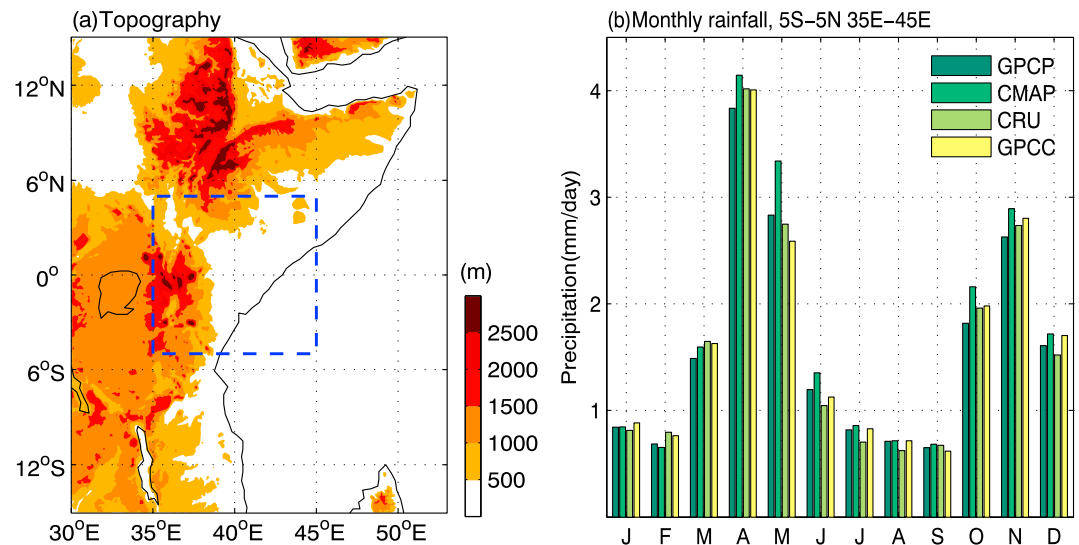 (a)Topography
12°N
6°N
0°
6°S
12°S
30°E 35°E 40°E 45°E 50°E
(m)
2500
2000
1500
1000
500
(b)Monthly rainfall, 5S−5N 35E−45E
Precipitation(mm/day)
4
3
2
1
GPCP
CMAP
CRU
GPCC
J F M A M J J A S O N D